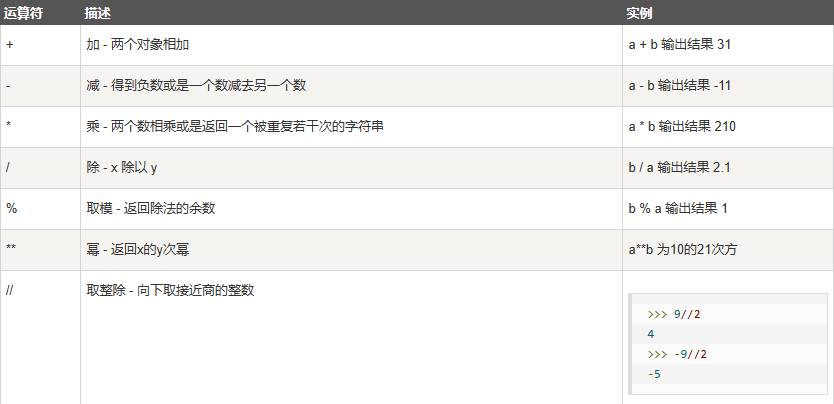 运算符 描述 实例
+ 加 - 两个对象相加 a + b 输出结果 31
- 减 - 得到负数或是一个数减去另一个数 a - b 输出结果 -11
* 乘 - 两个数相乘或是返回一个被重复若干次的字符串 a * b 输出结果 210
/ 除 - x 除以 y b / a 输出结果 2.1
% 取模 - 返回除法的余数 b % a 输出结果 1
** 幂 - 返回x的y次幂 a**b 为10的21次方
// 取整除 - 向下取接近商的整数
>>> 9//2
4
>>> -9//2
-5